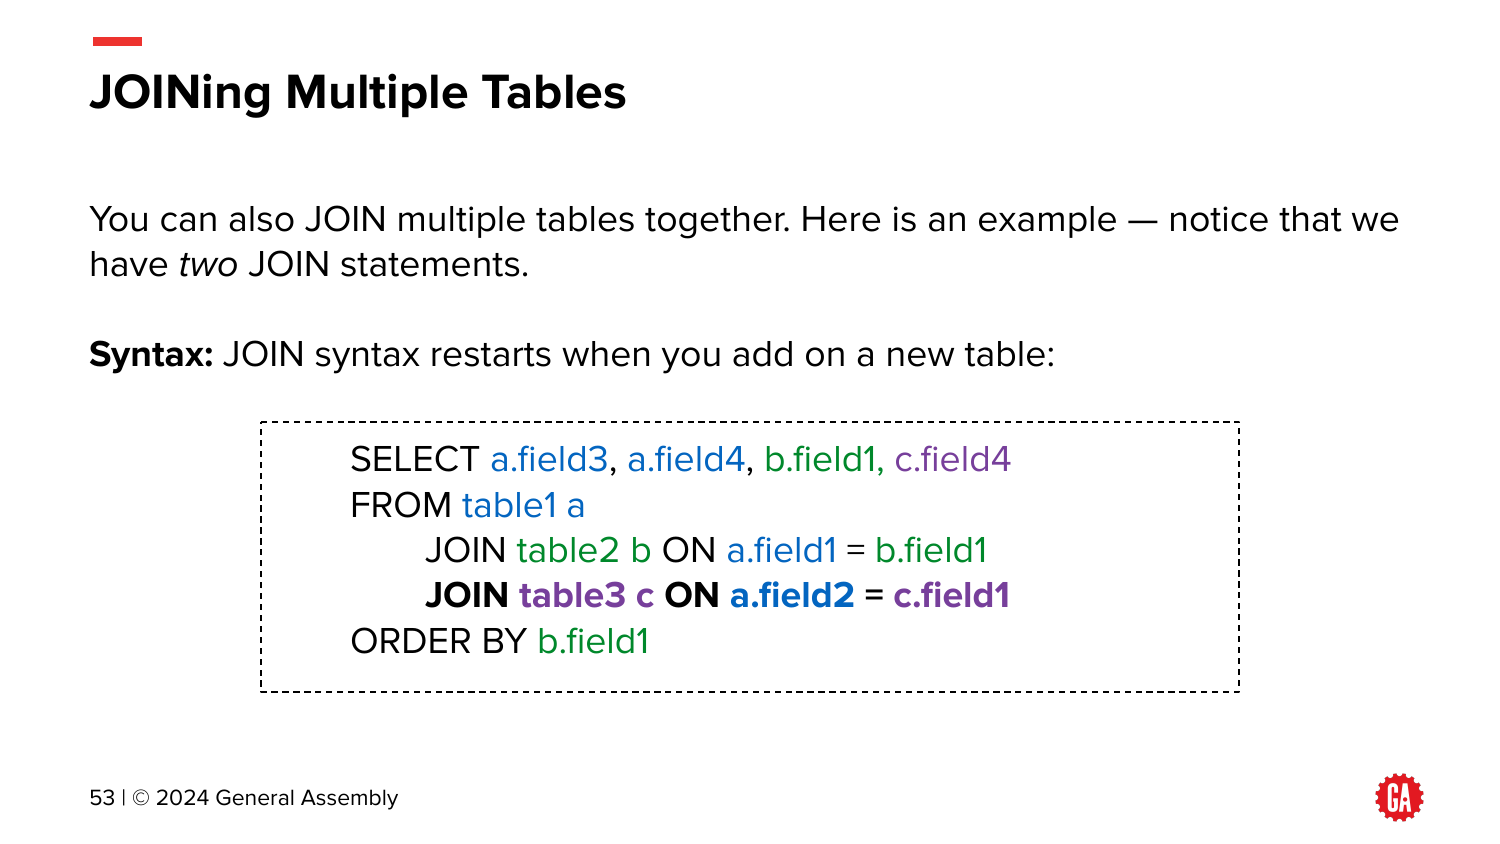 JOINing Multiple Tables
You can also JOIN multiple tables together. Here is an example — notice that we
have two JOIN statements.
Syntax: JOIN syntax restarts when you add on a new table:
SELECT a.field3, a.field4, b.field1, c.field4
FROM table1 a
JOIN table2 b ON a.field1 = b.field1
JOIN table3 c ON a.field2 = c.field1
ORDER BY b.field1
53 | © 2024 General Assembly
GA